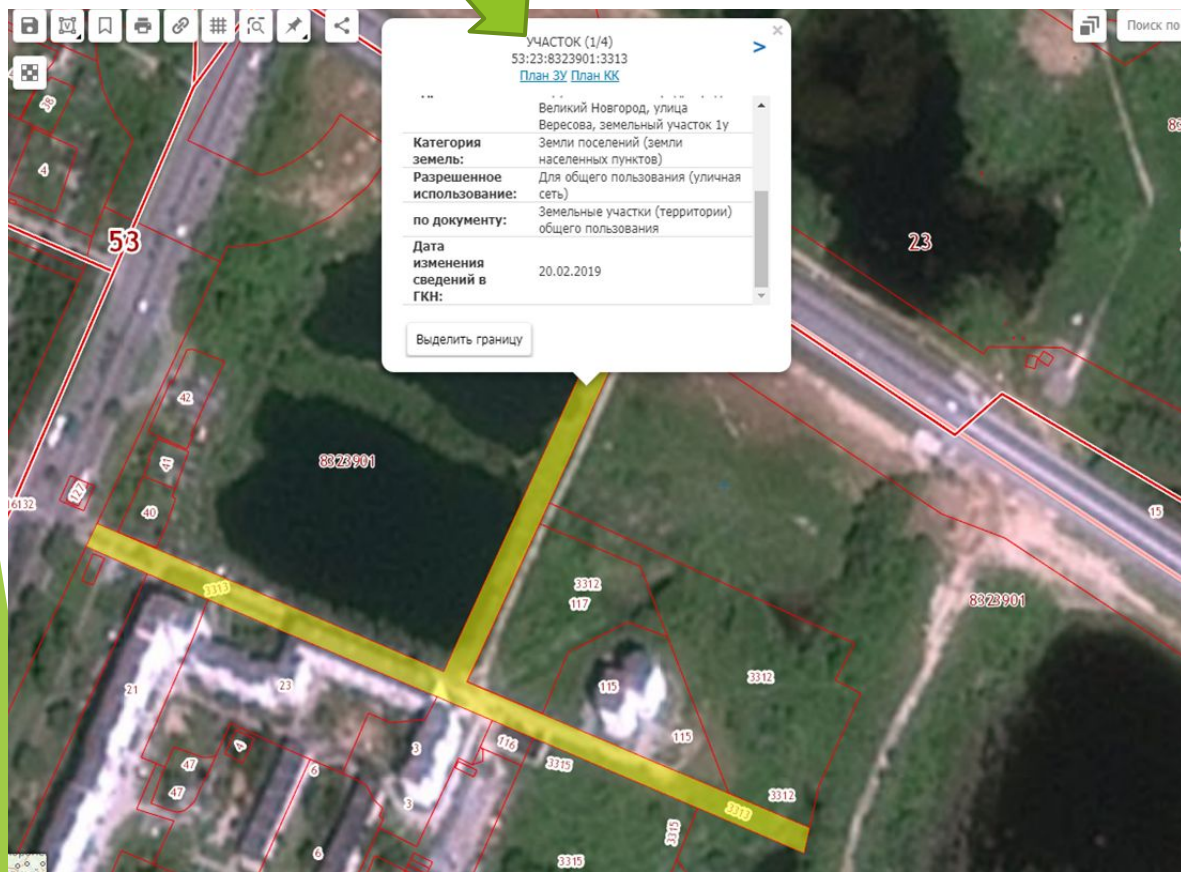 Поиск по
УЧАСТОК (1/4)
53:23:8323901:3313
План ЗУ План КК
Великий Новгород, улица
Вересова, земельный участок 1у
Категория земель:
Земли поселений (земли
населенных пунктов)
Разрешенное использование:
Для общего пользования (уличная
сеть)
по документу:
Земельные участки (территории)
общего пользования
Дата
изменения
сведений в
ГКН:
20.02.2019
Выделить границу
38
4
53
23
42
41
8323901
127
16132
40
15
3313
3312
117
8323901
21
23
115
3312
116
115
3
3315
4
47
6
47
3
3313
3312
6
3315
3315